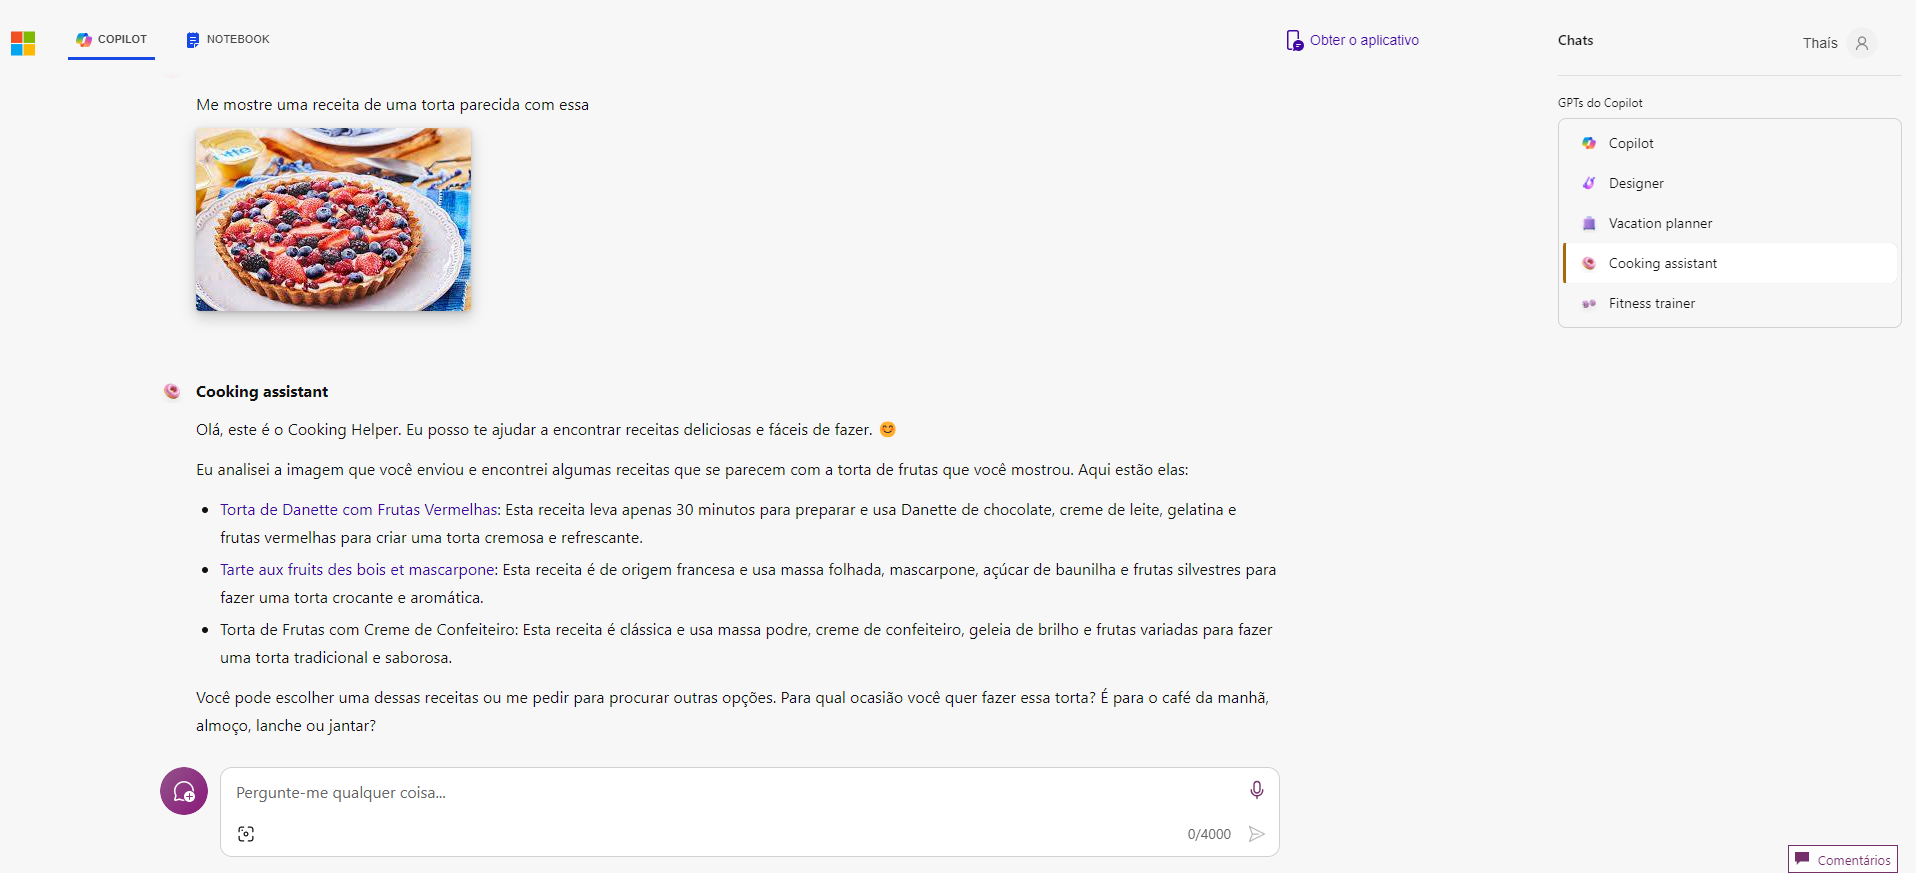 COPILOT
NOTEBOOK
Obter o aplicativo
Chats
Thaís
Me mostre uma receita de uma torta parecida com essa
Cooking assistant
Olá, este é o Cooking Helper. Eu posso te ajudar a encontrar receitas deliciosas e fáceis de fazer. 😊
Eu analisei a imagem que você enviou e encontrei algumas receitas que se parecem com a torta de frutas que você mostrou. Aqui estão elas:
Torta de Danette com Frutas Vermelhas: Esta receita leva apenas 30 minutos para preparar e usa Danette de chocolate, creme de leite, gelatina e
frutas vermelhas para criar uma torta cremosa e refrescante.
Tarte aux fruits des bois et mascarpone: Esta receita é de origem francesa e usa massa folhada, mascarpone, açúcar de baunilha e frutas silvestres para
fazer uma torta crocante e aromática.
Torta de Frutas com Creme de Confeiteiro: Esta receita é clássica e usa massa podre, creme de confeiteiro, geleia de brilho e frutas variadas para fazer
uma torta tradicional e saborosa.
Você pode escolher uma dessas receitas ou me pedir para procurar outras opções. Para qual ocasião você quer fazer essa torta? É para o café da manhã,
almoço, lanche ou jantar?
Pergunte-me qualquer coisa...
0/4000
GPTs do Copilot
Copilot
Designer
Vacation planner
Cooking assistant
Fitness trainer
Comentários